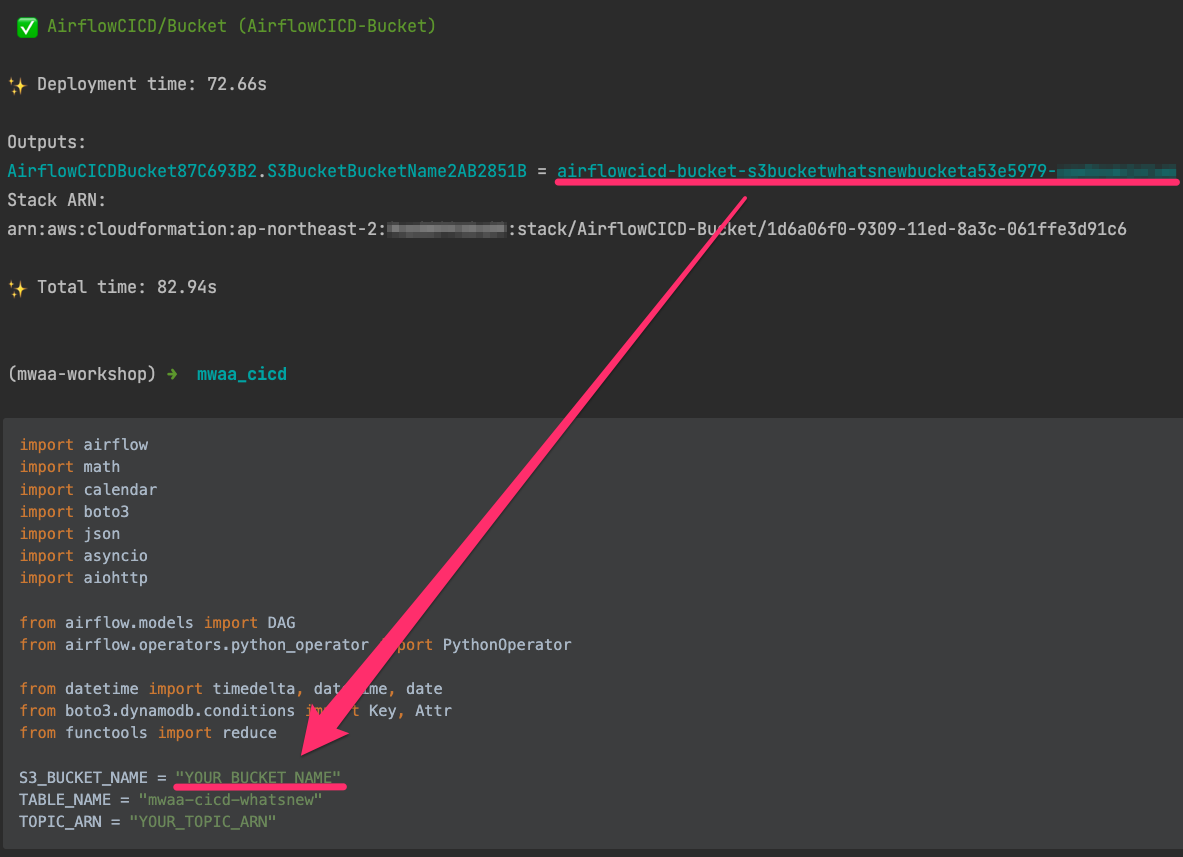 AirflowCICD/Bucket (AirflowCICD-Bucket)
Deployment time: 72.66s
Outputs:
AirflowCICDBucket87C693B2.S3BucketBucketName2AB2851B = airflowcicd-bucket-s3bucketwhatsnewbucketa53e5979-
Stack ARN:
arn:aws:cloudformation:ap-northeast-2: :stack/AirflowCICD-Bucket/1d6a06f0-9309-11ed-8a3c-061ffe3d91c6
Total time: 82.94s
(mwaa-workshop) ➜ mwaa_cicd
import airflow
import math
import calendar
import boto3
import json
import asyncio
import aiohttp
from airflow.models import DAG
from airflow.operators.python_operator import PythonOperator
from datetime import timedelta, datetime, date
from boto3.dynamodb.conditions import Key, Attr
from functools import reduce
S3_BUCKET_NAME = "YOUR_BUCKET_NAME"
TABLE_NAME = "mwaa-cicd-whatsnew"
TOPIC_ARN = "YOUR_TOPIC_ARN"